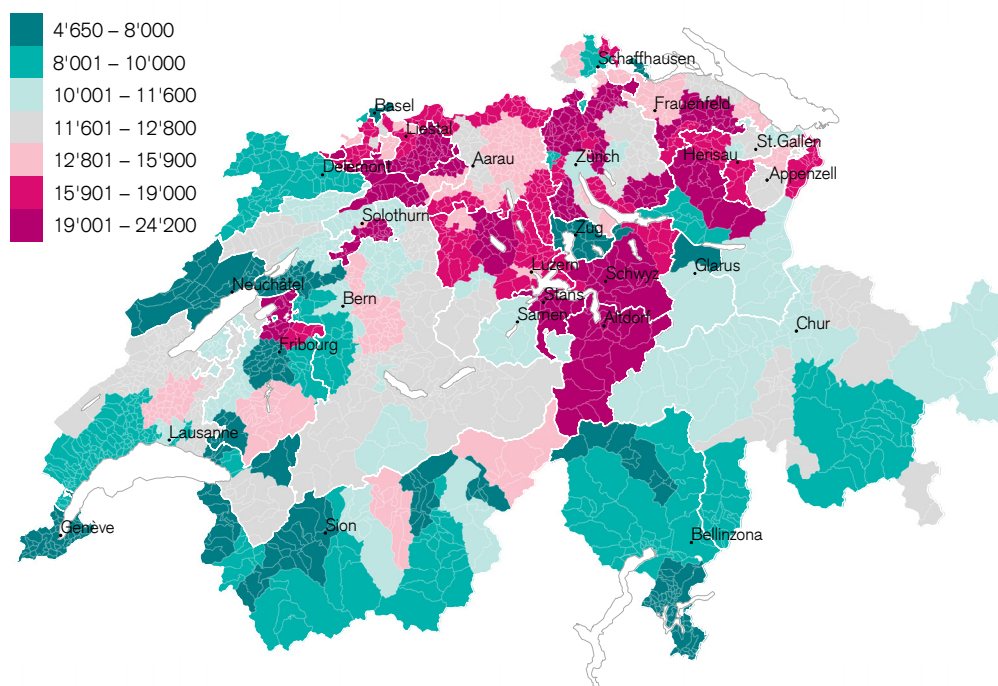 4'650 – 8'000
8'001 – 10'000
10'001 – 11'600
11'601 – 12'800
12'801 – 15'900
15'901 – 19'000
19'001 – 24'200
Schaffhausen
Basel
Frauenfeld
Liestal
St.Gallen
Delémont
Aarau
Zürich
Herisau
Appenzell
Solothurn
Zug
Neuchâtel
Luzern
Schwyz
Glarus
Bern
Stans
Sarnen
Altdorf
Chur
Fribourg
Lausanne
Genève
Sion
Bellinzona